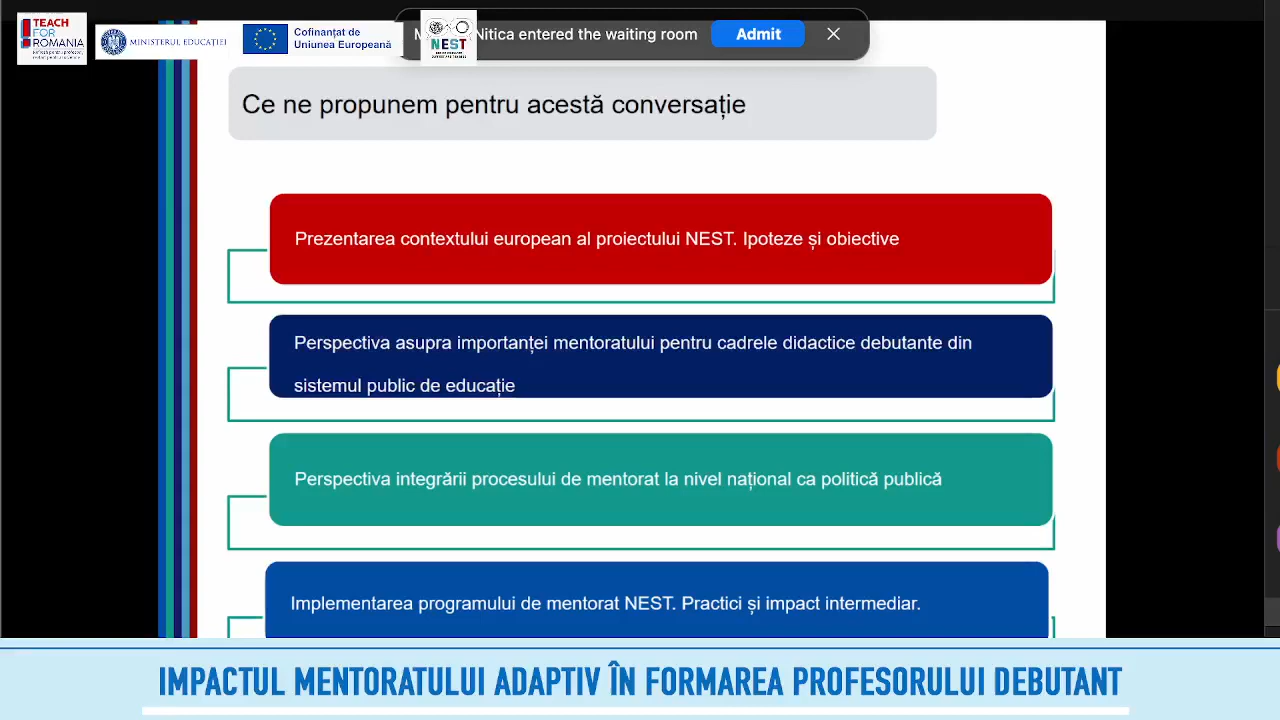 TEACH
FOR
ROMANIA
MINISTERUL EDUCAȚIEI
Cofinanțat de
Uniunea Europeană
NEST
Nitica entered the waiting room
Admit
Ce ne propunem pentru acestă conversație
Prezentarea contextului european al proiectului NEST. Ipoteze și obiective
Perspectiva asupra importanței mentoratului pentru cadrele didactice debutante din
sistemul public de educație
Perspectiva integrării procesului de mentorat la nivel național ca politică publică
Implementarea programului de mentorat NEST. Practici și impact intermediar.
IMPACTUL MENTORATULUI ADAPTIV ÎN FORMAREA PROFESORULUI DEBUTANT